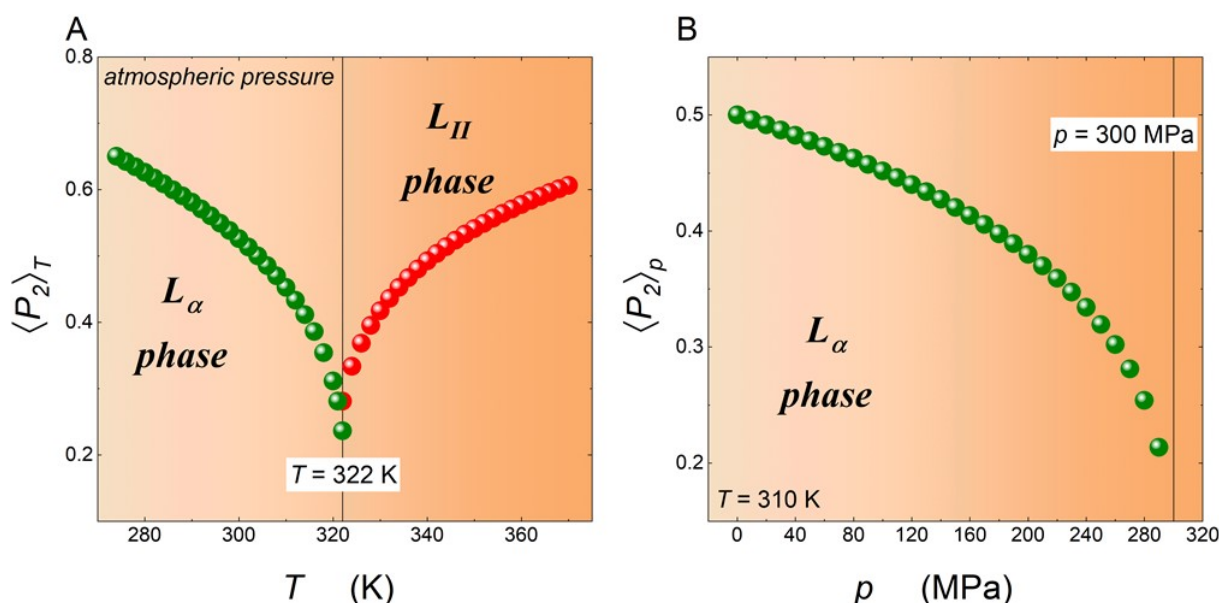 A
atmospheric pressure
0.8
0.6
0.4
0.2
⟨P₂⟩T
Lα
phase
LII
phase
T = 322 K
280 300 320 340 360
T (K)
B
0.5
0.4
0.3
0.2
⟨P₂⟩p
p = 300 MPa
Lα
phase
T = 310 K
0 40 80 120 160 200 240 280 320
p (MPa)